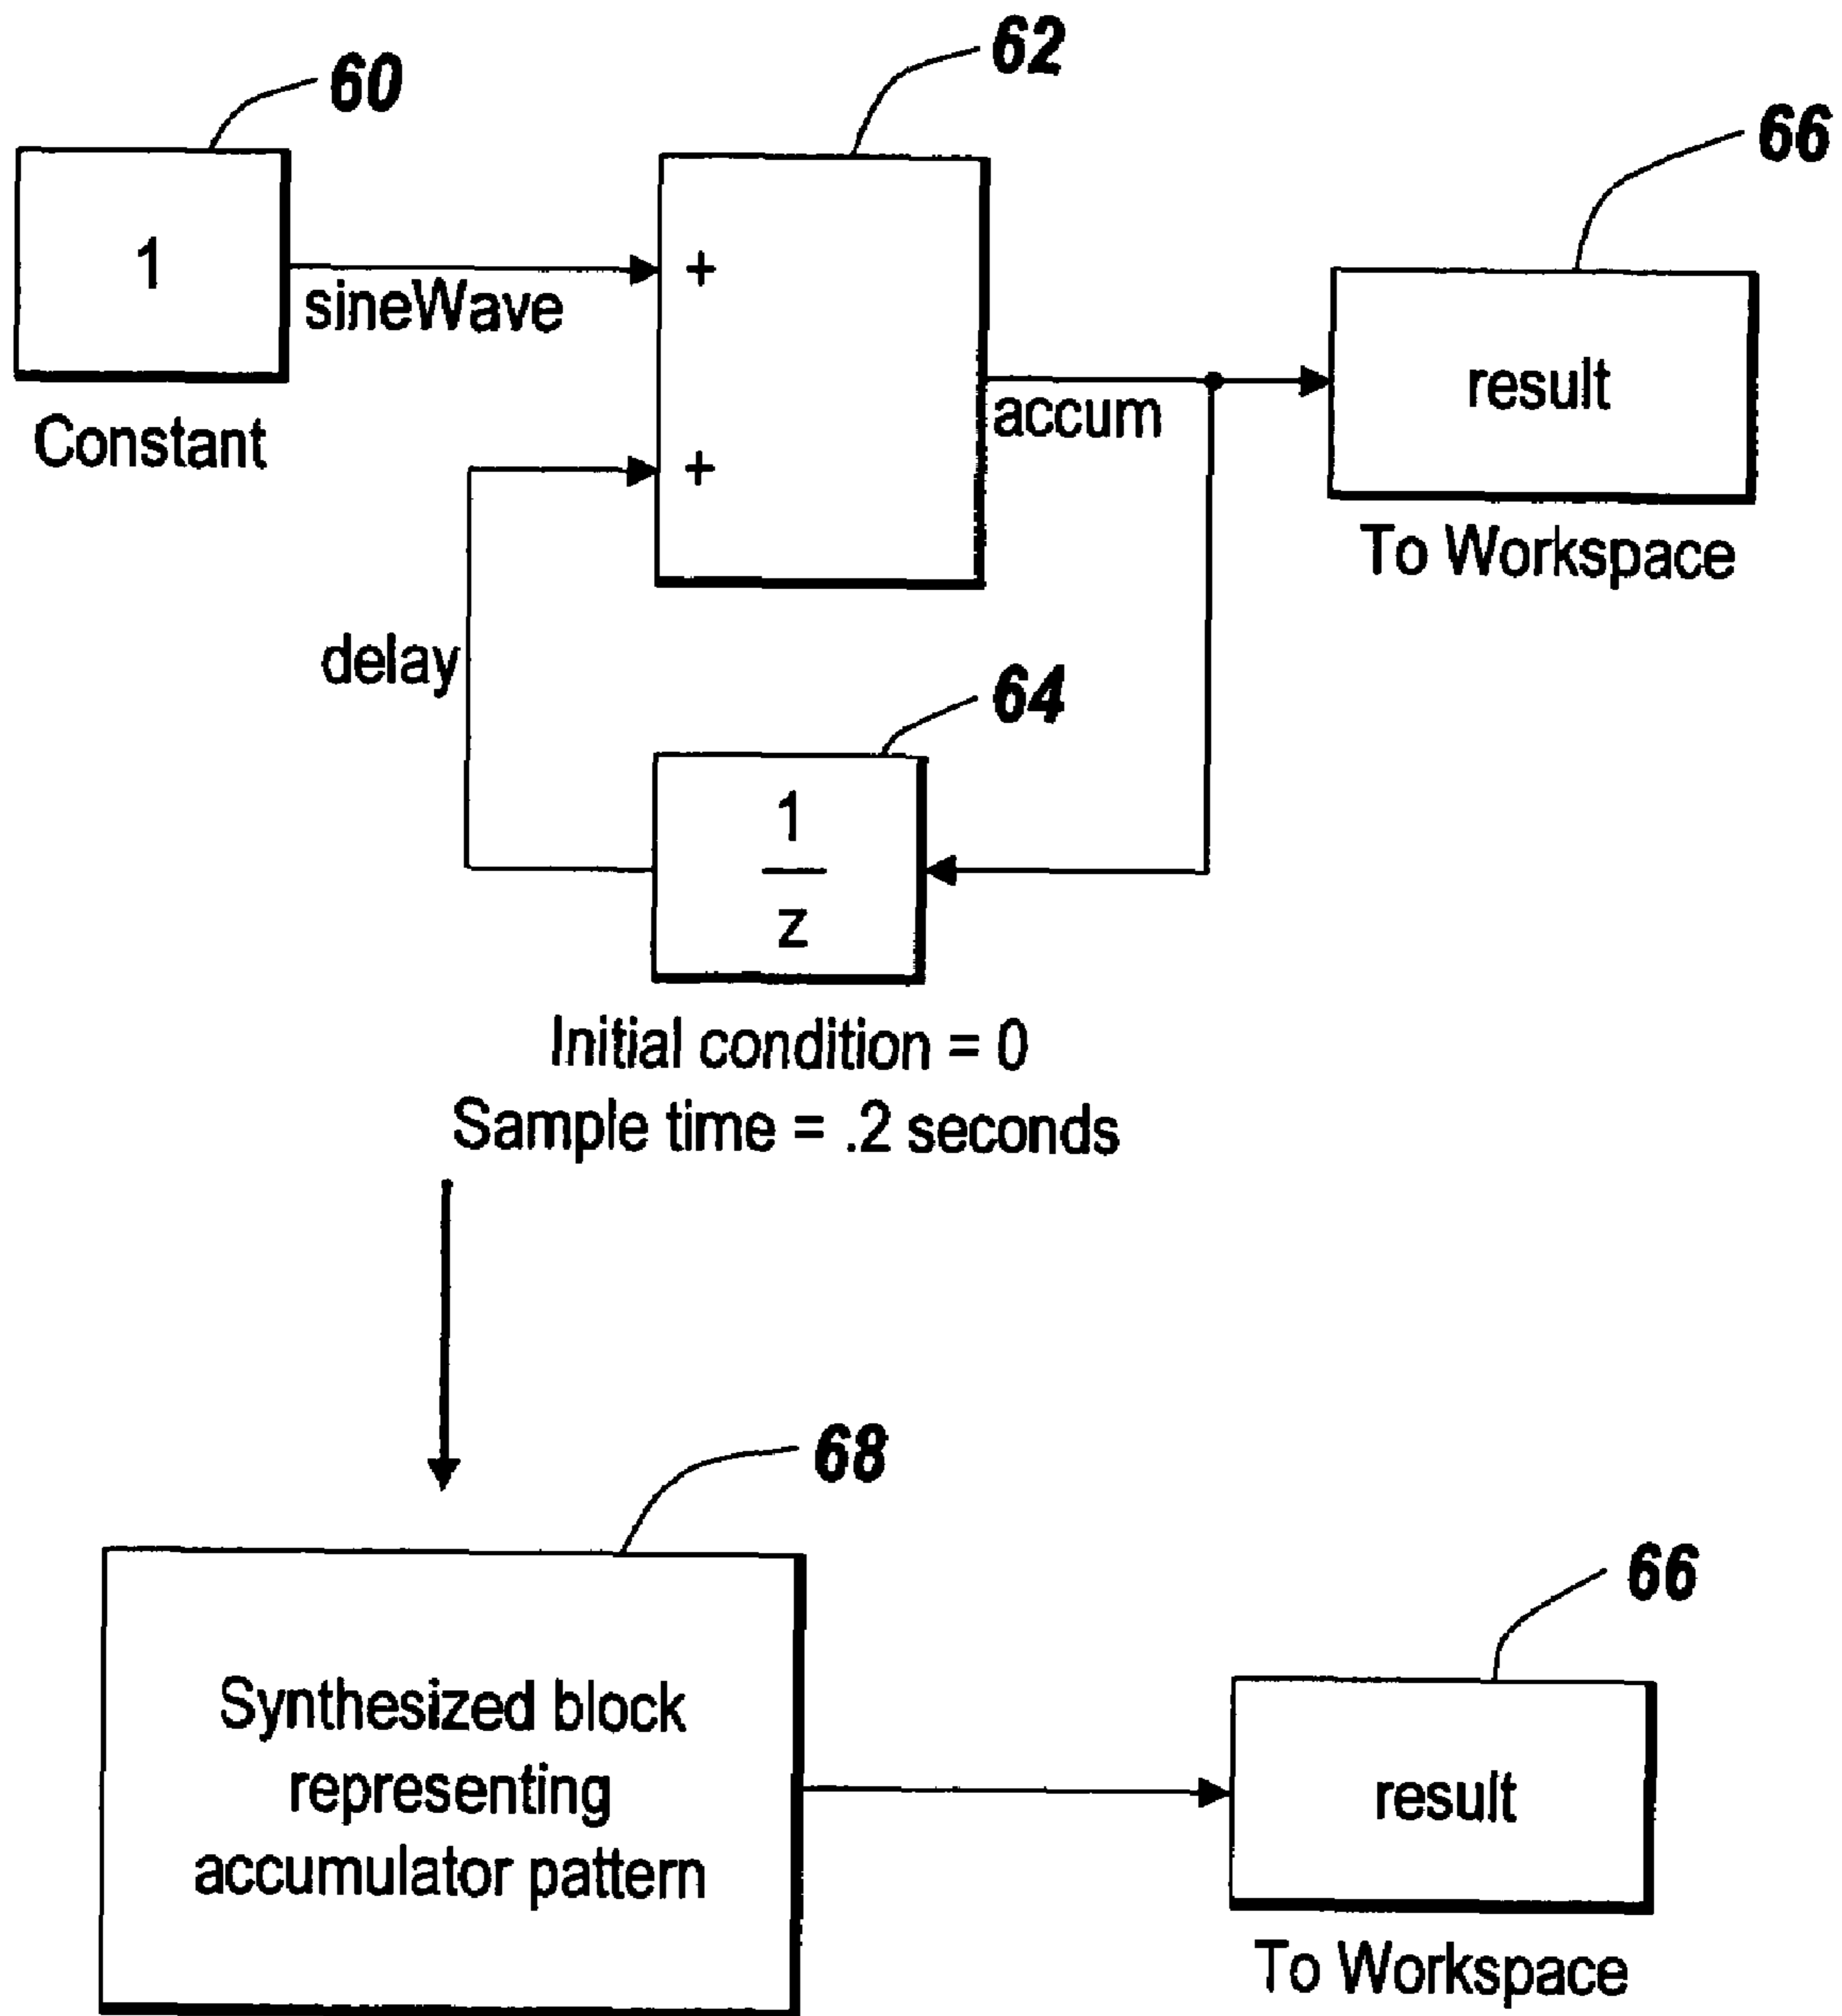 60
62
66
1
+
sineWave
Constant
accum
result
+
To Workspace
delay
64
1
z
Initial condition = 0
Sample time = .2 seconds
68
66
Synthesized block
representing
accumulator pattern
result
To Workspace